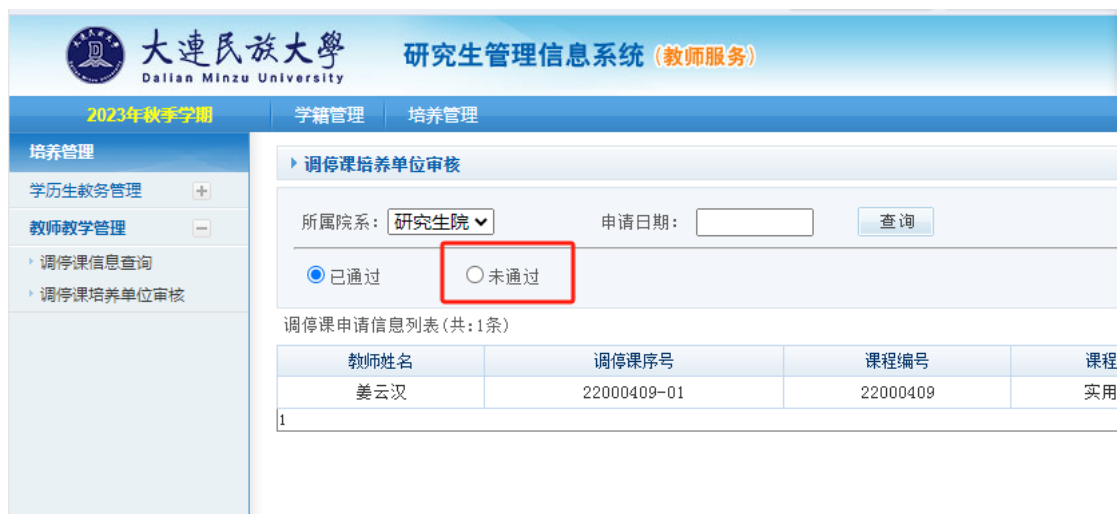 大連民族大學
Dalian Minzu University
研究生管理信息系统 (教师服务)
2023年秋季学期 学籍管理 培养管理
培养管理
学历生教务管理
教师教学管理
调停课信息查询
调停课培养单位审核
调停课培养单位审核
所属院系: 研究生院 申请日期: 查询
已通过 未通过
调停课申请信息列表(共:1条)
教师姓名 调停课序号 课程编号 课程
姜云汉 22000409-01 22000409 实用
1